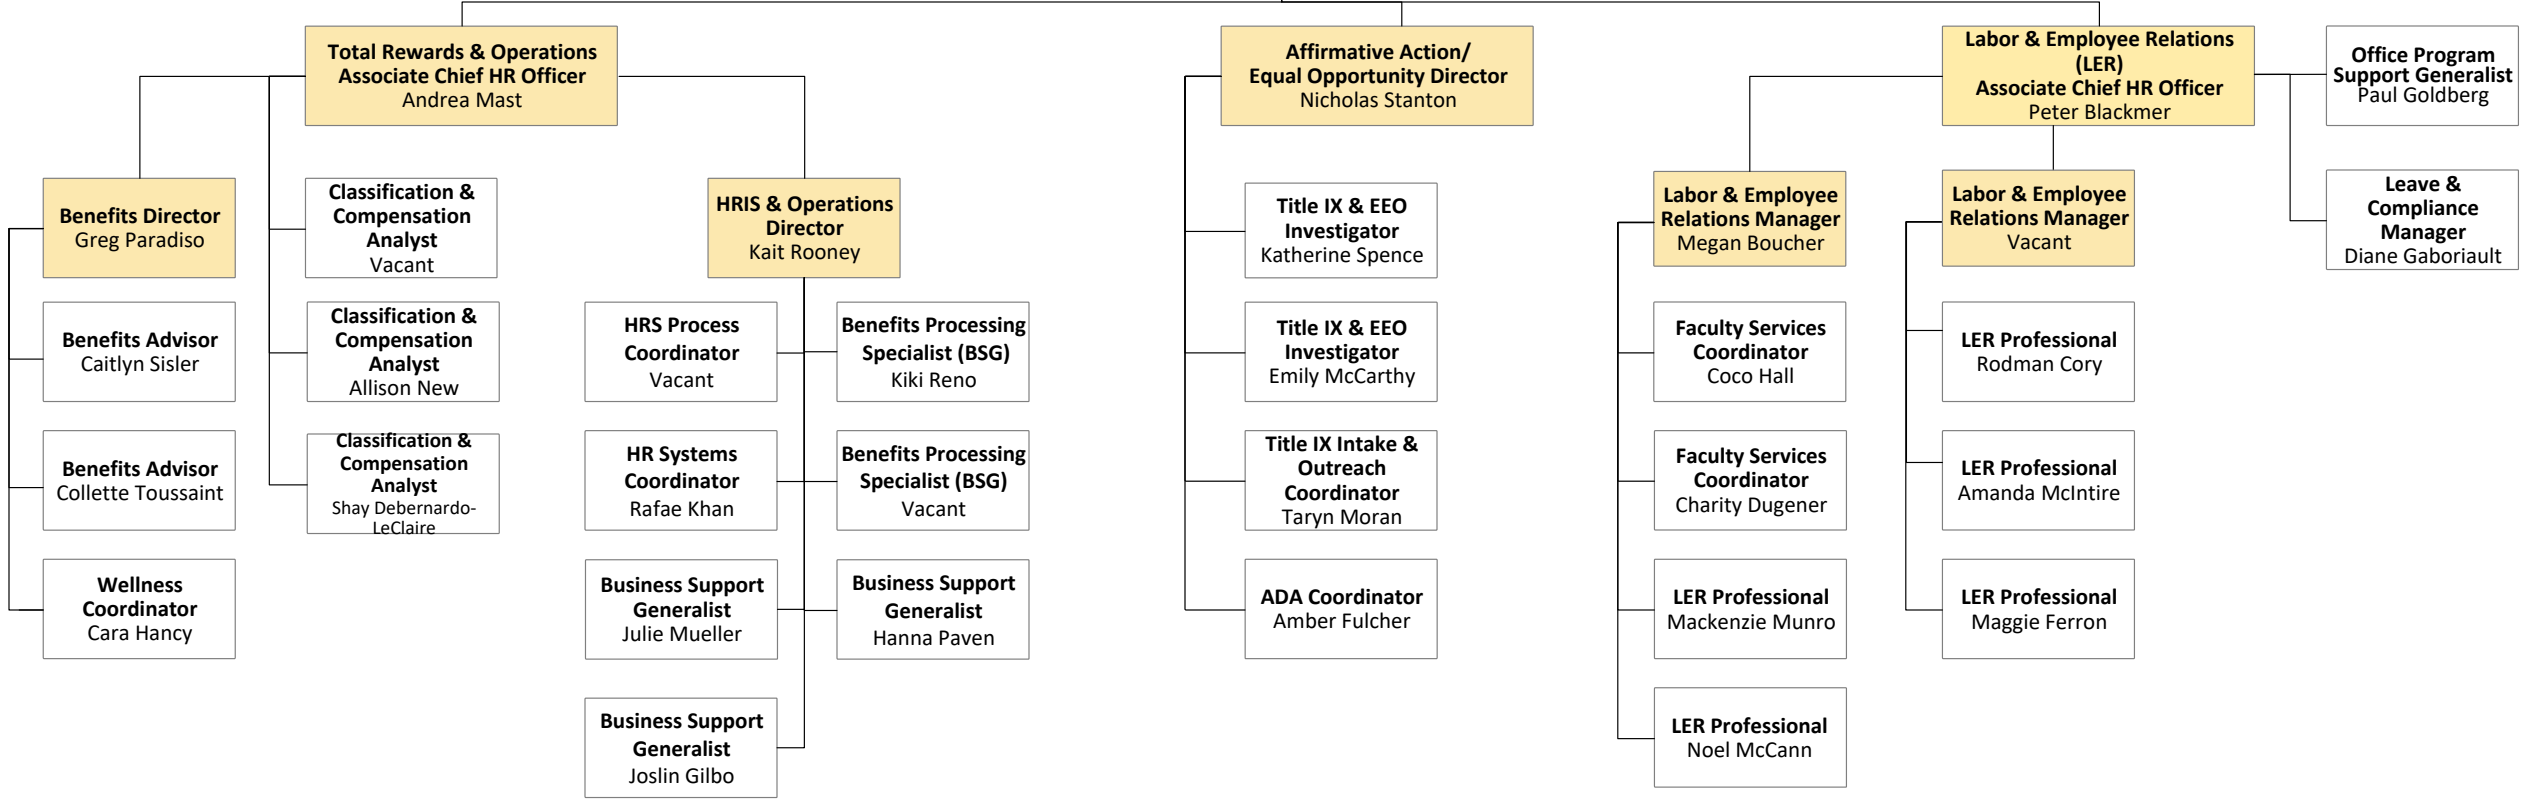 Total Rewards & Operations
Associate Chief HR Officer
Andrea Mast
Affirmative Action/
Equal Opportunity Director
Nicholas Stanton
Labor & Employee Relations
(LER)
Associate Chief HR Officer
Peter Blackmer
Office Program
Support Generalist
Paul Goldberg
Benefits Director
Greg Paradiso
Classification &
Compensation
Analyst
Vacant
HRIS & Operations
Director
Kait Rooney
Title IX & EEO
Investigator
Katherine Spence
Labor & Employee
Relations Manager
Megan Boucher
Labor & Employee
Relations Manager
Vacant
Leave &
Compliance
Manager
Diane Gaboriault
Benefits Advisor
Caitlyn Sisler
Classification &
Compensation
Analyst
Allison New
HRS Process
Coordinator
Vacant
Benefits Processing
Specialist (BSG)
Kiki Reno
Title IX & EEO
Investigator
Emily McCarthy
Faculty Services
Coordinator
Coco Hall
LER Professional
Rodman Cory
Benefits Advisor
Collette Toussaint
Classification &
Compensation
Analyst
Shay Debernardo-
LeClaire
HR Systems
Coordinator
Rafae Khan
Benefits Processing
Specialist (BSG)
Vacant
Title IX Intake &
Outreach
Coordinator
Taryn Moran
Faculty Services
Coordinator
Charity Dugener
LER Professional
Amanda McIntire
Wellness
Coordinator
Cara Hancy
Business Support
Generalist
Julie Mueller
Business Support
Generalist
Hanna Paven
ADA Coordinator
Amber Fulcher
LER Professional
Mackenzie Munro
LER Professional
Maggie Ferron
Business Support
Generalist
Joslin Gilbo
LER Professional
Noel McCann